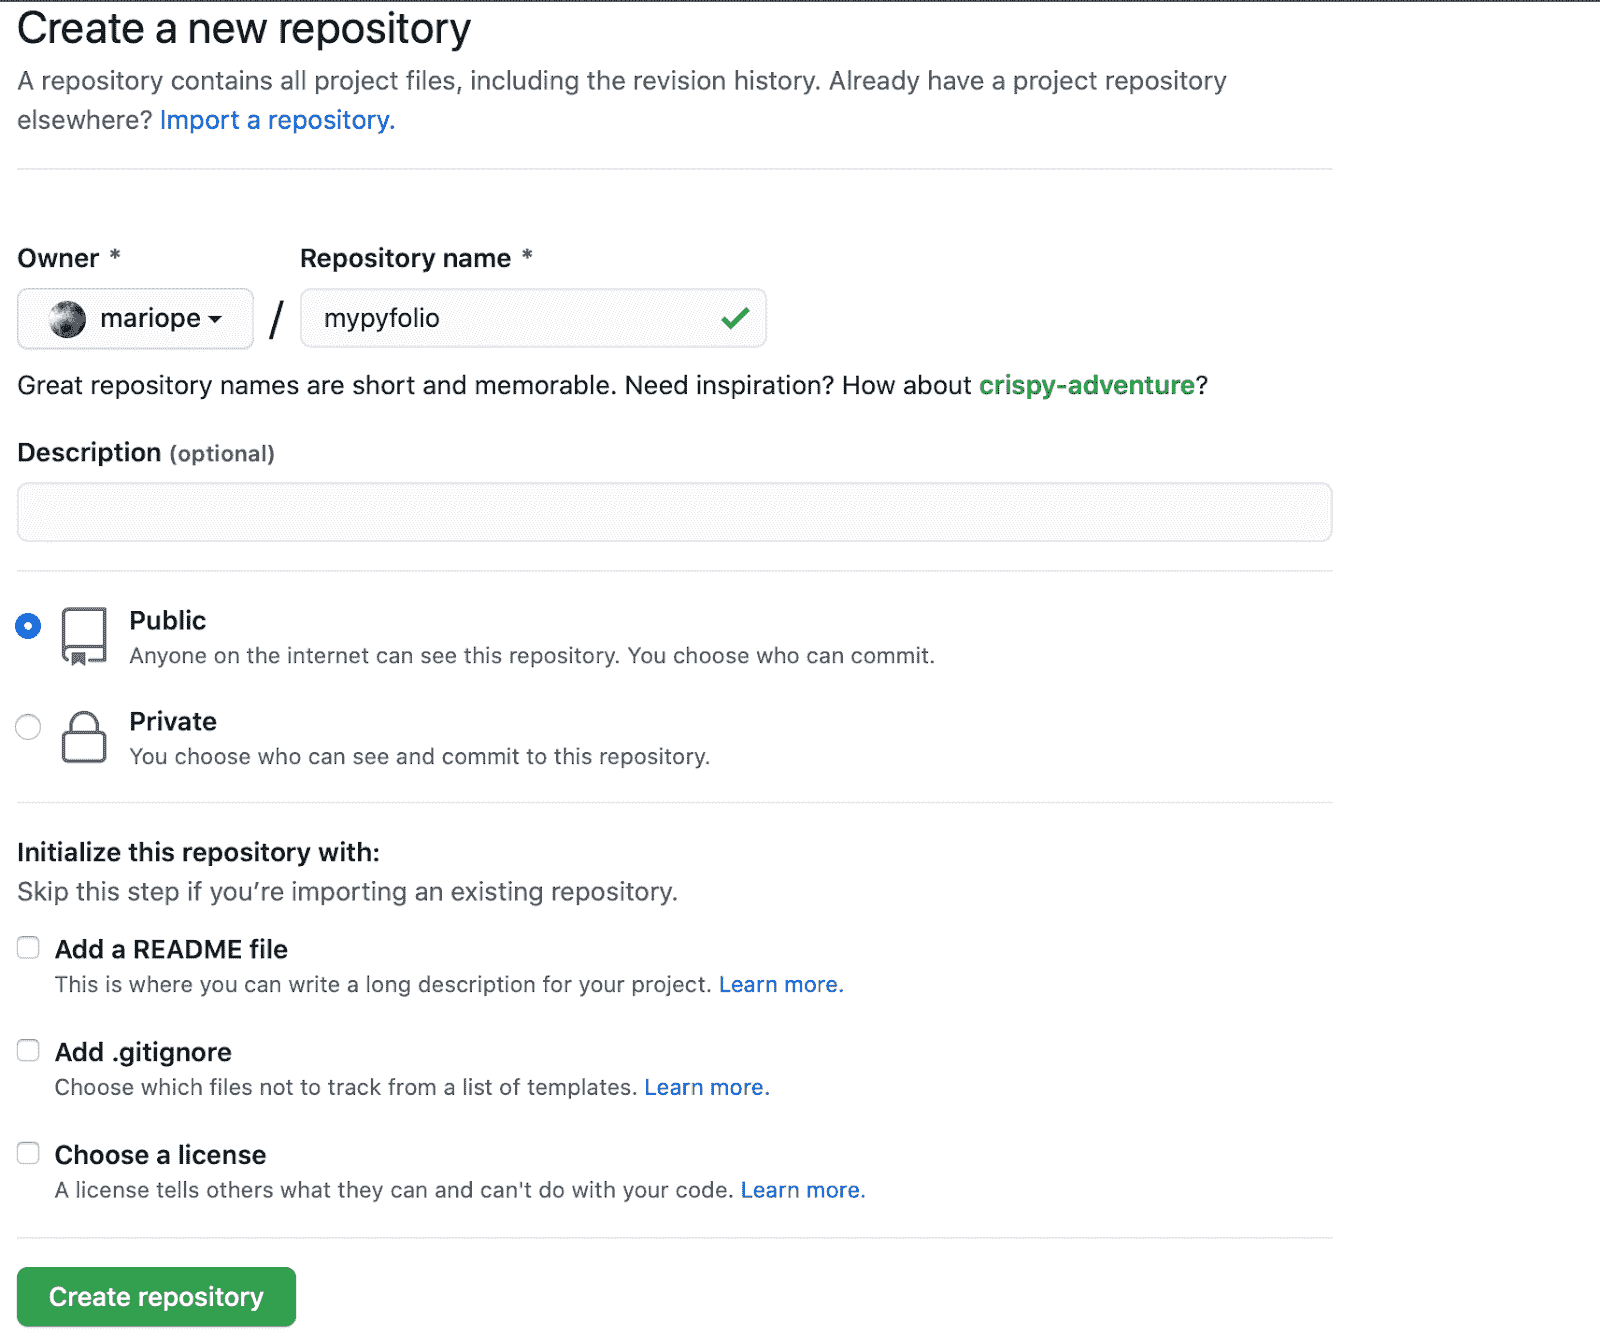 Create a new repository
A repository contains all project files, including the revision history. Already have a project repository
elsewhere? Import a repository.
Owner *
Repository name *
mariope / mypyfolio
Great repository names are short and memorable. Need inspiration? How about crispy-adventure?
Description (optional)
Public
Anyone on the internet can see this repository. You choose who can commit.
Private
You choose who can see and commit to this repository.
Initialize this repository with:
Skip this step if you’re importing an existing repository.
Add a README file
This is where you can write a long description for your project. Learn more.
Add .gitignore
Choose which files not to track from a list of templates. Learn more.
Choose a license
A license tells others what they can and can't do with your code. Learn more.
Create repository